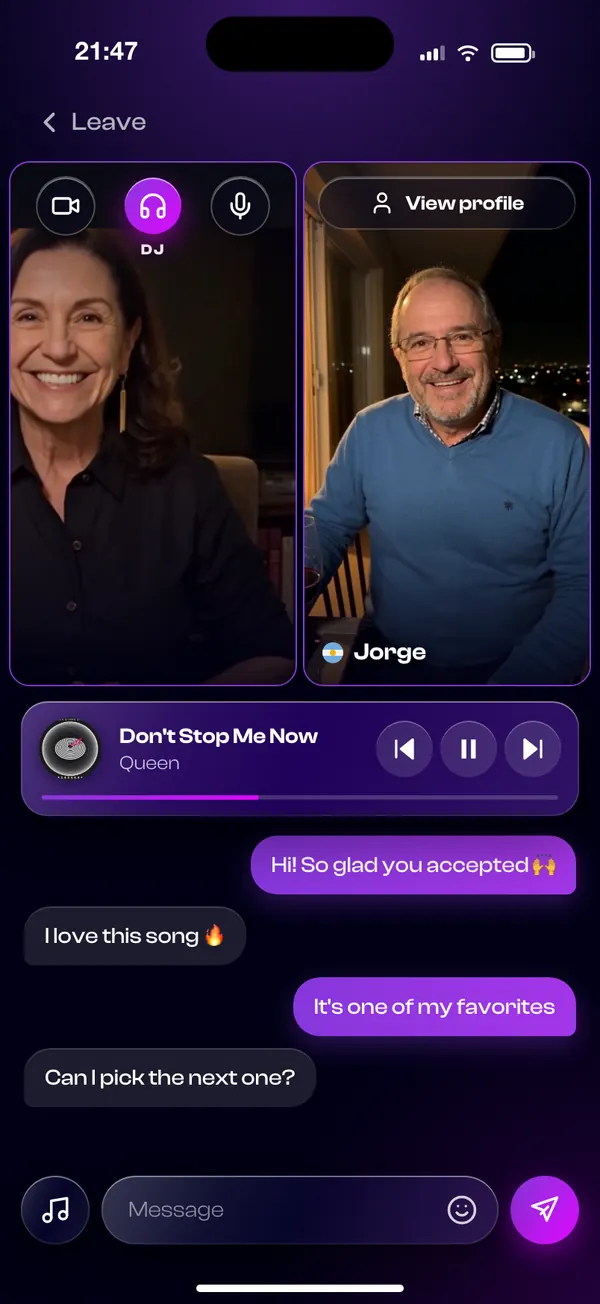 21:47
Leave
DJ
View profile
Jorge
Don't Stop Me Now
Queen
Hi! So glad you accepted 🙌
I love this song 🔥
It's one of my favorites
Can I pick the next one?
Message